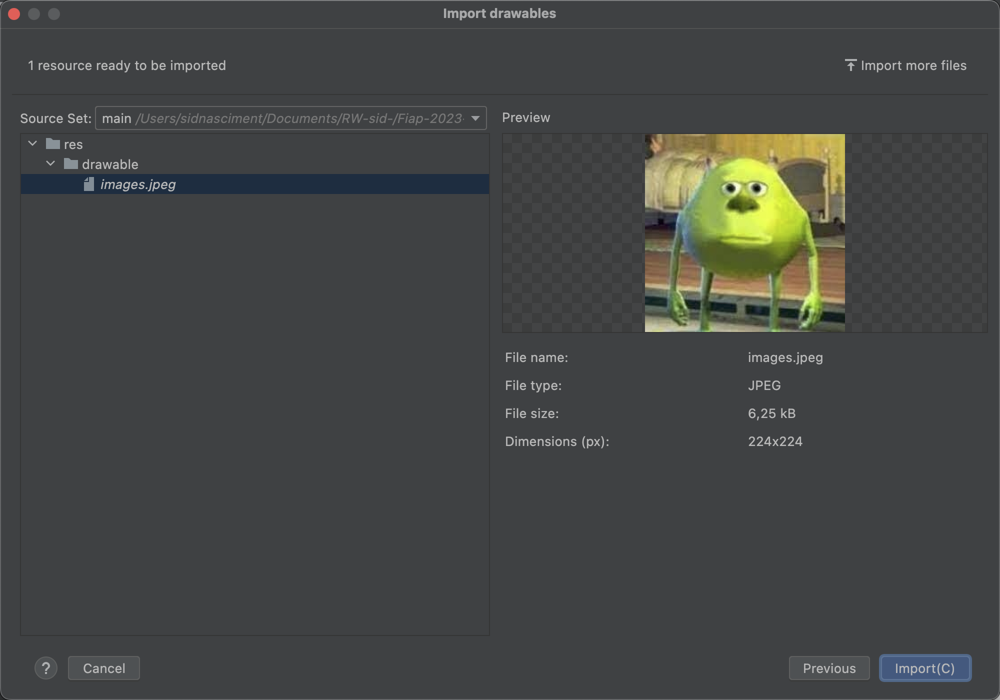 Import drawables
1 resource ready to be imported
Import more files
Source Set: main /Users/sidnasciment/Documents/RW-sid-/Fiap-2023-
res
drawable
images.jpeg
Preview
File name: images.jpeg
File type: JPEG
File size: 6,25 kB
Dimensions (px): 224x224
? Cancel Previous Import(C)